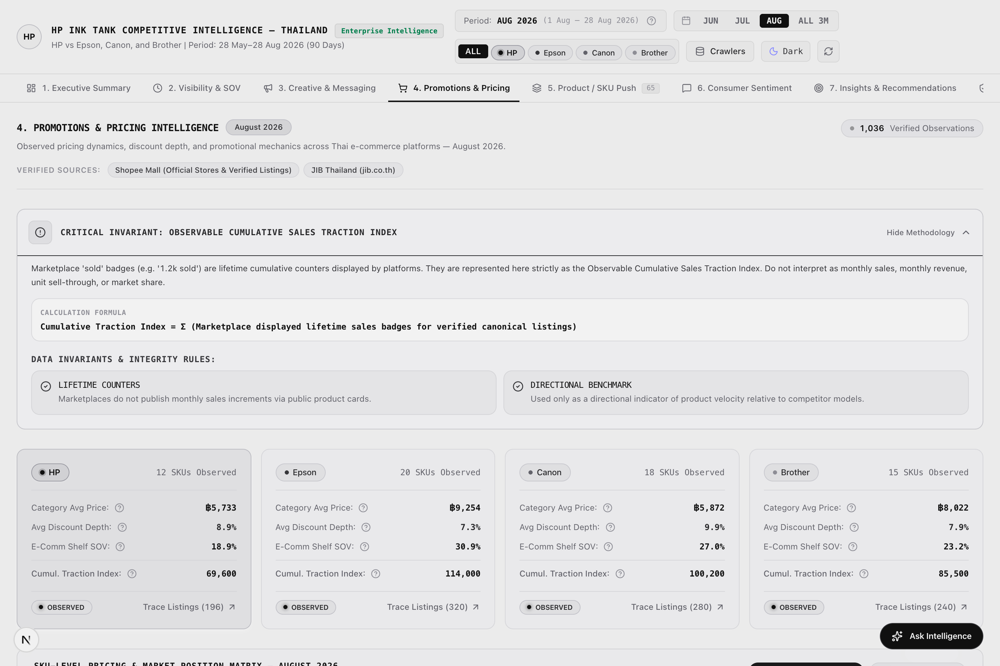 HP
HP INK TANK COMPETITIVE INTELLIGENCE — THAILAND
Enterprise Intelligence
HP vs Epson, Canon, and Brother | Period: 28 May–28 Aug 2026 (90 Days)
Period: AUG 2026 (1 Aug — 28 Aug 2026)
JUN JUL AUG ALL 3M
ALL HP Epson Canon Brother
Crawlers
Dark
1. Executive Summary
2. Visibility & SOV
3. Creative & Messaging
4. Promotions & Pricing
5. Product / SKU Push 65
6. Consumer Sentiment
7. Insights & Recommendations
4. PROMOTIONS & PRICING INTELLIGENCE
August 2026
1,036 Verified Observations
Observed pricing dynamics, discount depth, and promotional mechanics across Thai e-commerce platforms — August 2026.
VERIFIED SOURCES: Shopee Mall (Official Stores & Verified Listings) JIB Thailand (jib.co.th)
CRITICAL INVARIANT: OBSERVABLE CUMULATIVE SALES TRACTION INDEX
Hide Methodology
Marketplace 'sold' badges (e.g. '1.2k sold') are lifetime cumulative counters displayed by platforms. They are represented here strictly as the Observable Cumulative Sales Traction Index. Do not interpret as monthly sales, monthly revenue,
unit sell-through, or market share.
CALCULATION FORMULA
Cumulative Traction Index = Σ (Marketplace displayed lifetime sales badges for verified canonical listings)
DATA INVARIANTS & INTEGRITY RULES:
LIFETIME COUNTERS
Marketplaces do not publish monthly sales increments via public product cards.
DIRECTIONAL BENCHMARK
Used only as a directional indicator of product velocity relative to competitor models.
HP 12 SKUs Observed
Category Avg Price: ฿5,733
Avg Discount Depth: 8.9%
E-Comm Shelf SOV: 18.9%
Cumul. Traction Index: 69,600
OBSERVED Trace Listings (196)
Epson 20 SKUs Observed
Category Avg Price: ฿9,254
Avg Discount Depth: 7.3%
E-Comm Shelf SOV: 30.9%
Cumul. Traction Index: 114,000
OBSERVED Trace Listings (320)
Canon 18 SKUs Observed
Category Avg Price: ฿5,872
Avg Discount Depth: 9.9%
E-Comm Shelf SOV: 27.0%
Cumul. Traction Index: 100,200
OBSERVED Trace Listings (280)
Brother 15 SKUs Observed
Category Avg Price: ฿8,022
Avg Discount Depth: 7.9%
E-Comm Shelf SOV: 23.2%
Cumul. Traction Index: 85,500
OBSERVED Trace Listings (240)
N
Ask Intelligence
SKU-LEVEL PRICING & MARKET POSITION MATRIX — AUGUST 2026